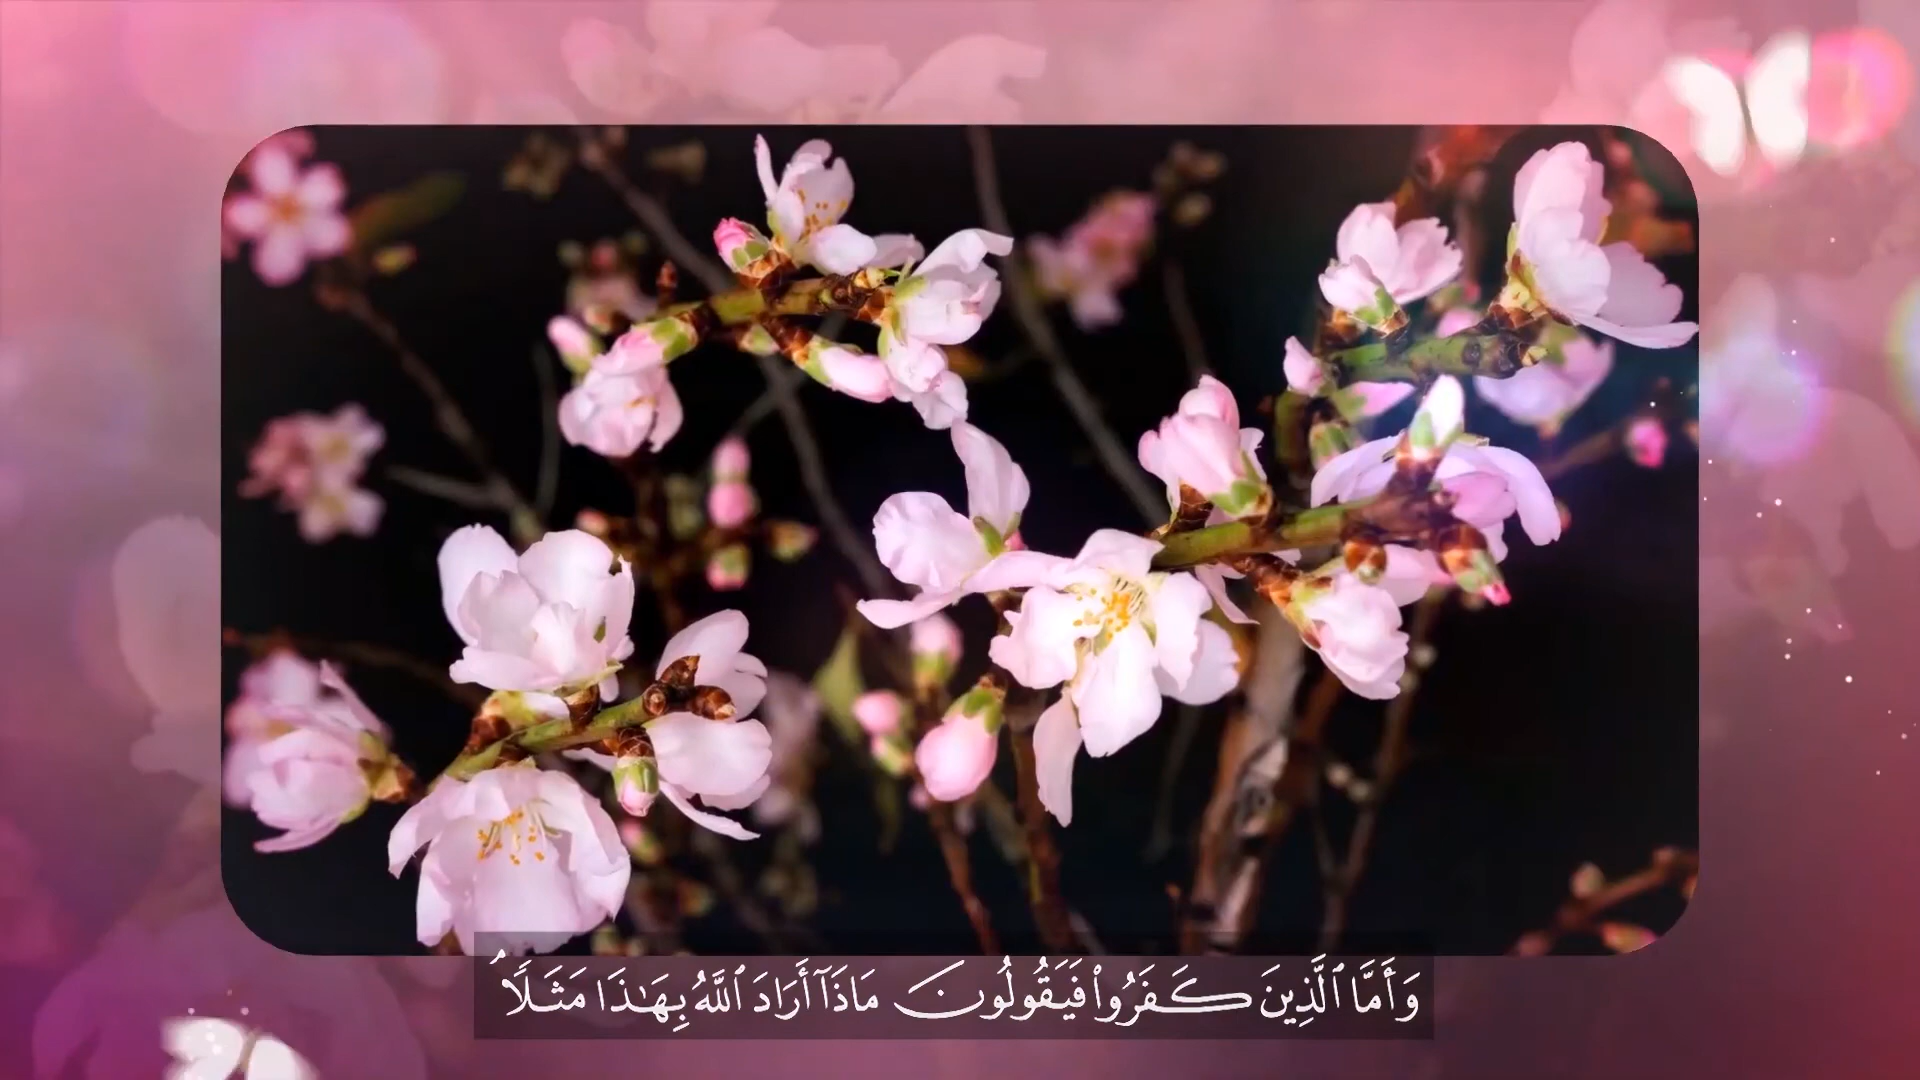 وَأَمَّا ٱلَّذِينَ كَفَرُوا۟ فَيَقُولُونَ مَاذَآ أَرَادَ ٱللَّهُ بِهَـٰذَا مَثَلًۭا ۘ